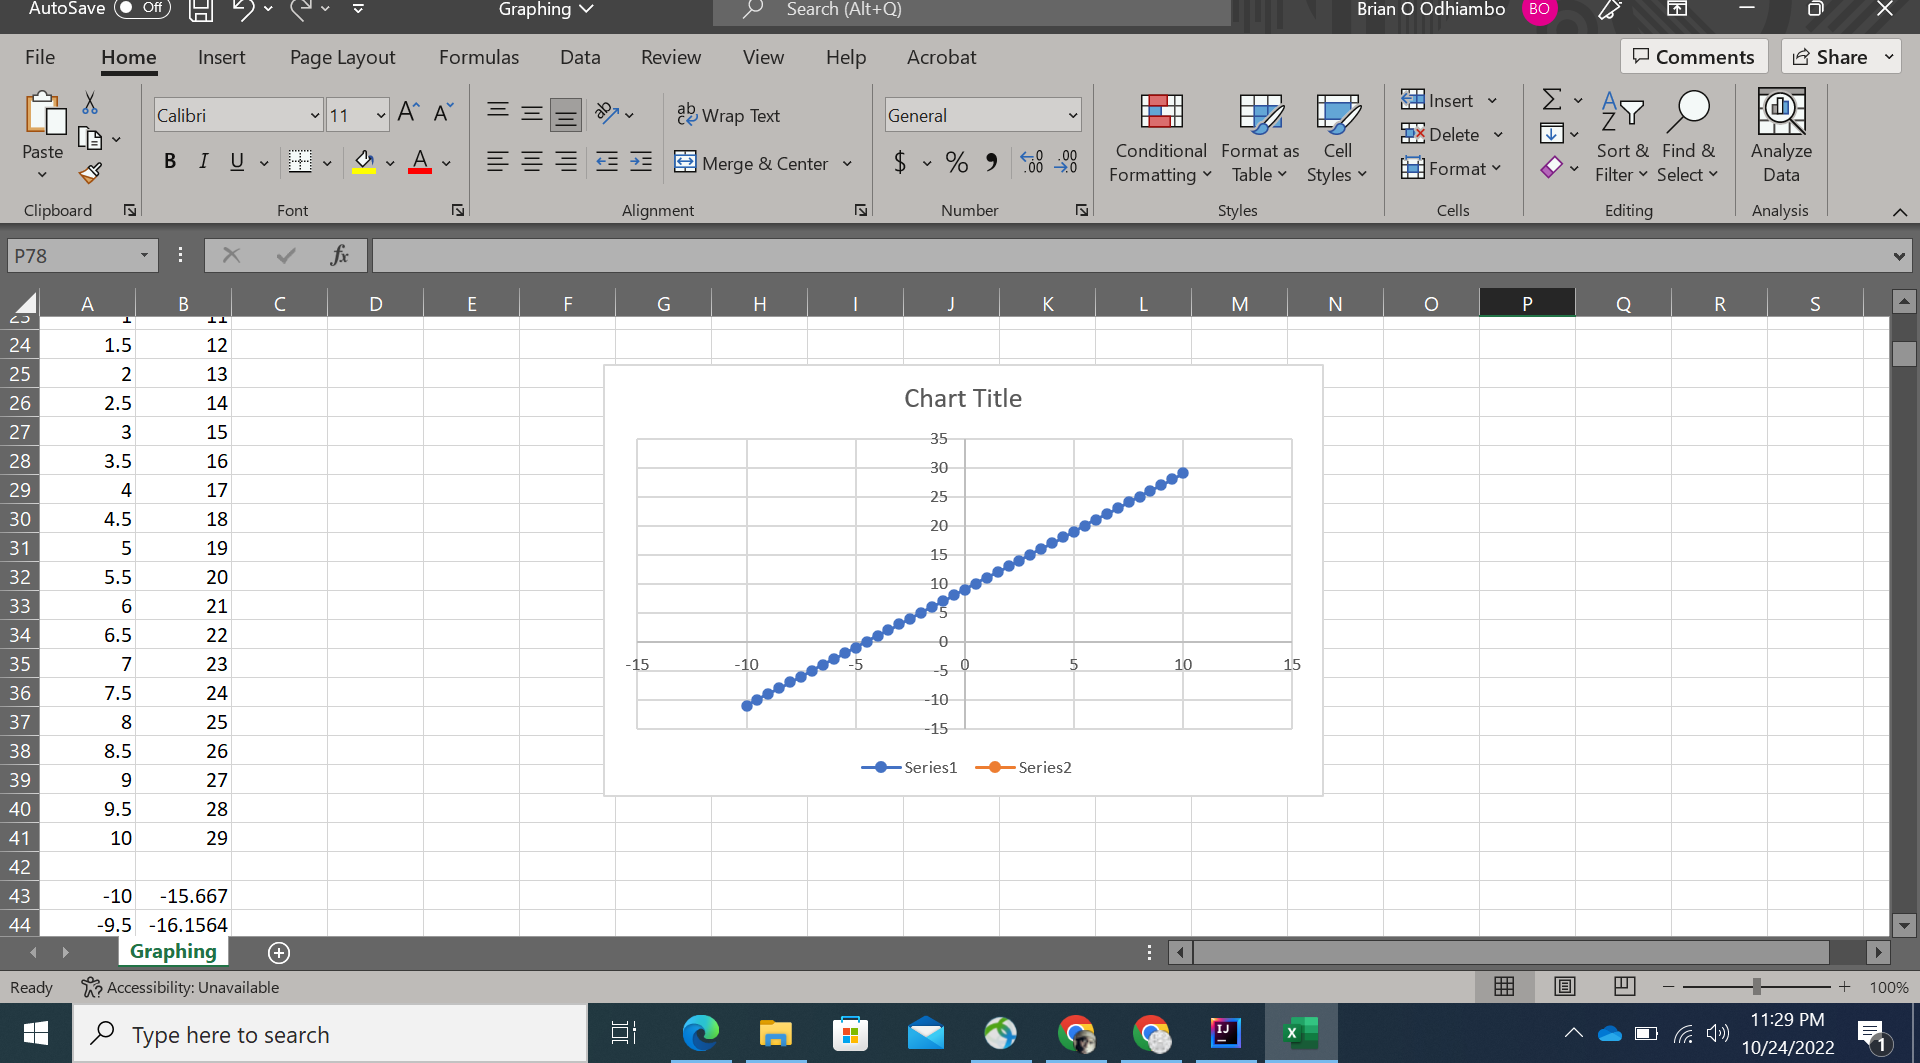 AutoSave Off Graphing Search (Alt+Q) Brian O Odhiambo BO
File Home Insert Page Layout Formulas Data Review View Help Acrobat Comments Share
Paste Calibri 11 A A Wrap Text General Conditional Formatting Format as Table Cell Styles Insert Sort & Filter Find & Select Analyze Data
B I U A Merge & Center $ % Delete
Format
Clipboard Font Alignment Number Styles Cells Editing Analysis
P78 fx
A B C D E F G H I J K L M N O P Q R S
23 1 11
24 1.5 12
25 2 13
26 2.5 14
27 3 15
28 3.5 16
29 4 17
30 4.5 18
31 5 19
32 5.5 20
33 6 21
34 6.5 22
35 7 23
36 7.5 24
37 8 25
38 8.5 26
39 9 27
40 9.5 28
41 10 29
42
43 -10 -15.667
44 -9.5 -16.1564
Chart Title
35
30
25
20
15
10
5
0
-15 -10 -5 0 5 10 15
-5
-10
-15
Series1 Series2
Graphing
Ready Accessibility: Unavailable 100%
Type here to search
11:29 PM
10/24/2022
1